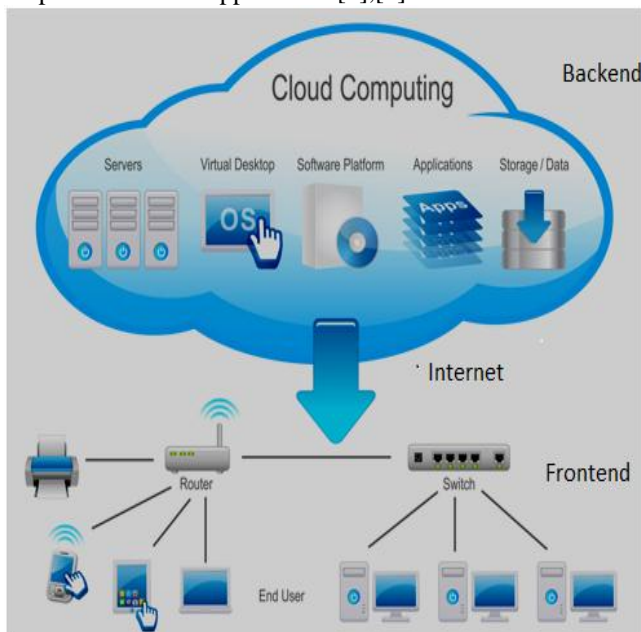 Cloud Computing
Backend
Servers
Virtual Desktop
Software Platform
Applications
Storage / Data
OS
Apps
Internet
Router
Switch
Frontend
End User